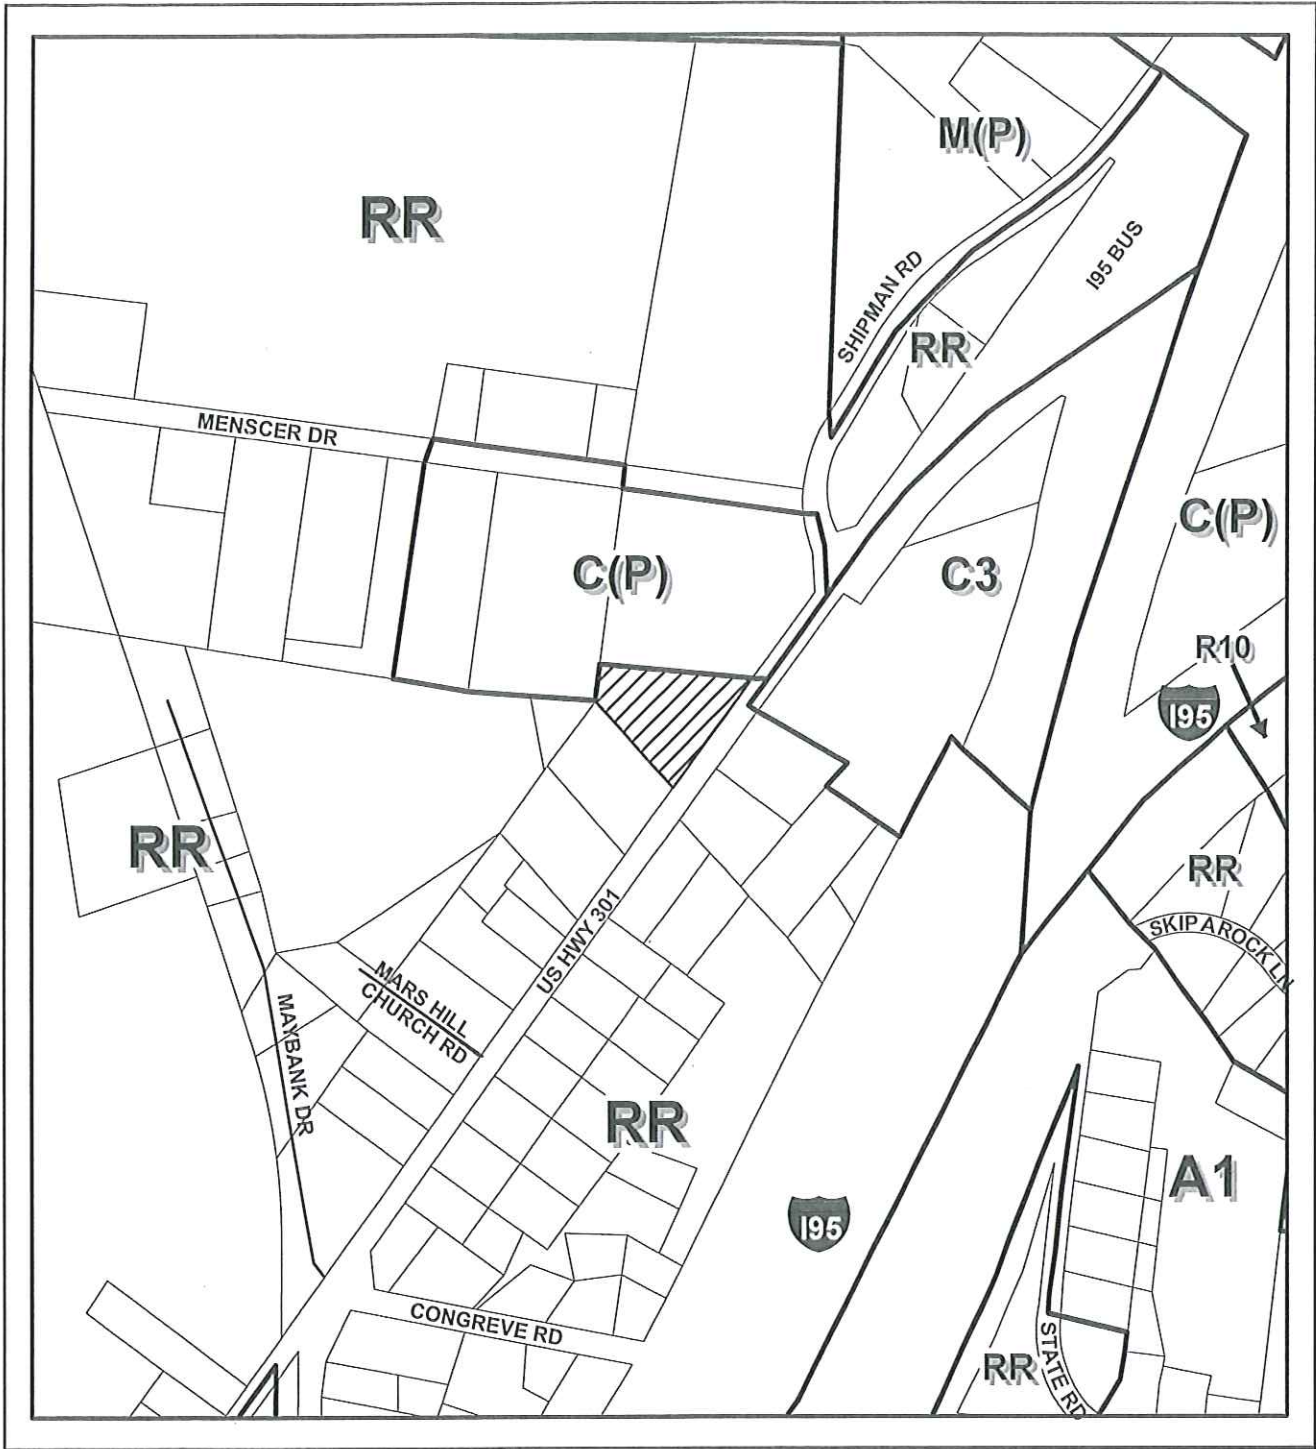 M(P)
RR
I95 BUS
SHIPMAN RD
RR
MENSCER DR
C(P)
C(P)
C3
R10
I95
RR
RR
SKIP A ROCK LN
US HWY 301
MARS HILL
CHURCH RD
MAYBANK DR
RR
A1
I95
CONGREVE RD
STATE RD
RR